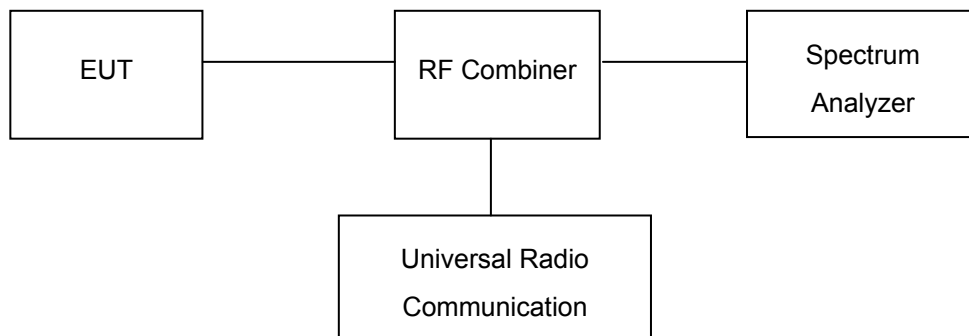 EUT
RF Combiner
Spectrum
Analyzer
Universal Radio
Communication